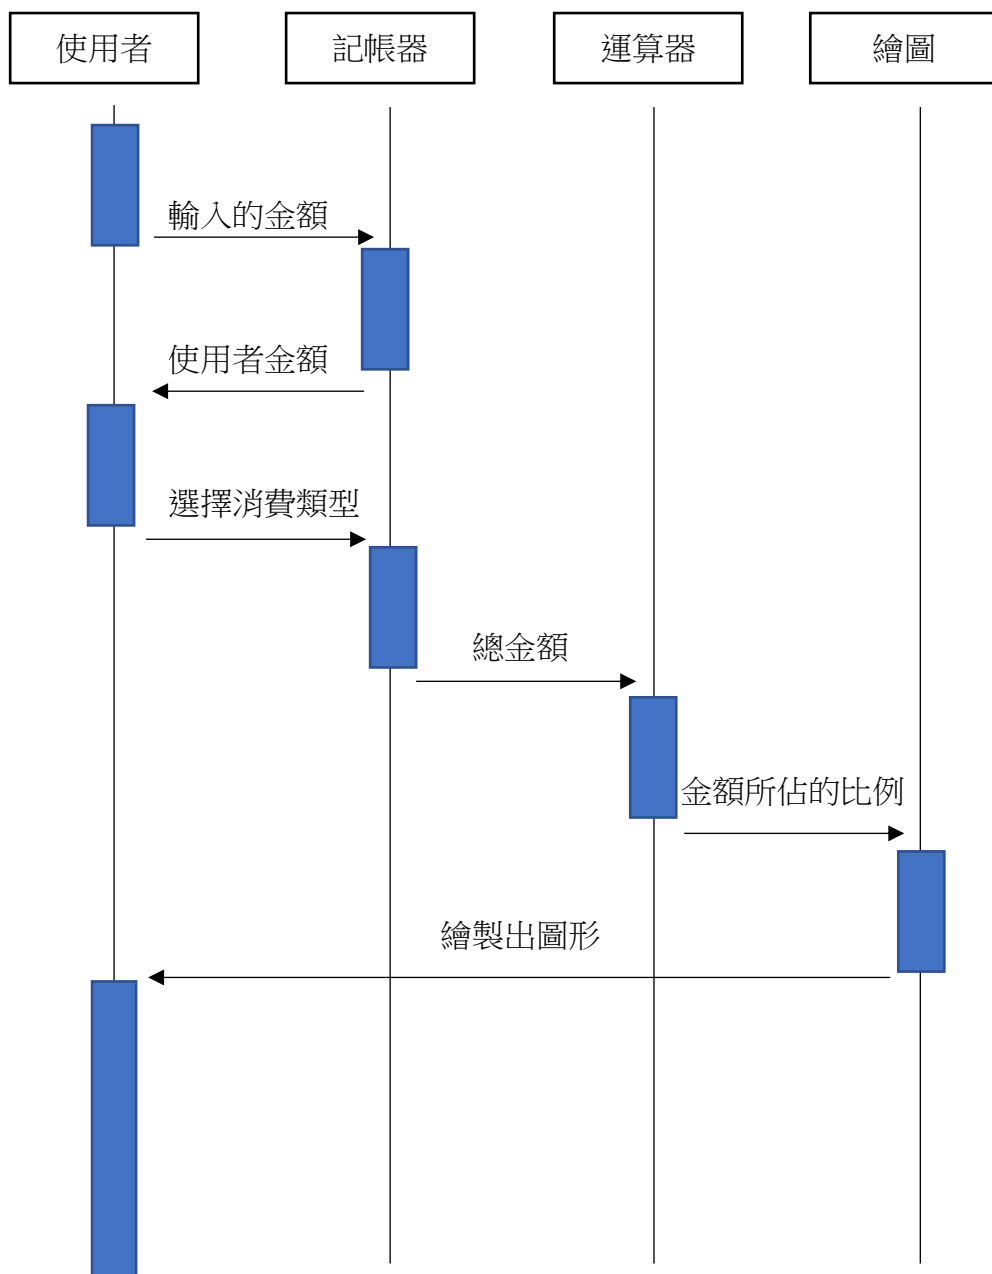 使用者
記帳器
運算器
繪圖
輸入的金額
使用者金額
選擇消費類型
總金額
金額所佔的比例
繪製出圖形